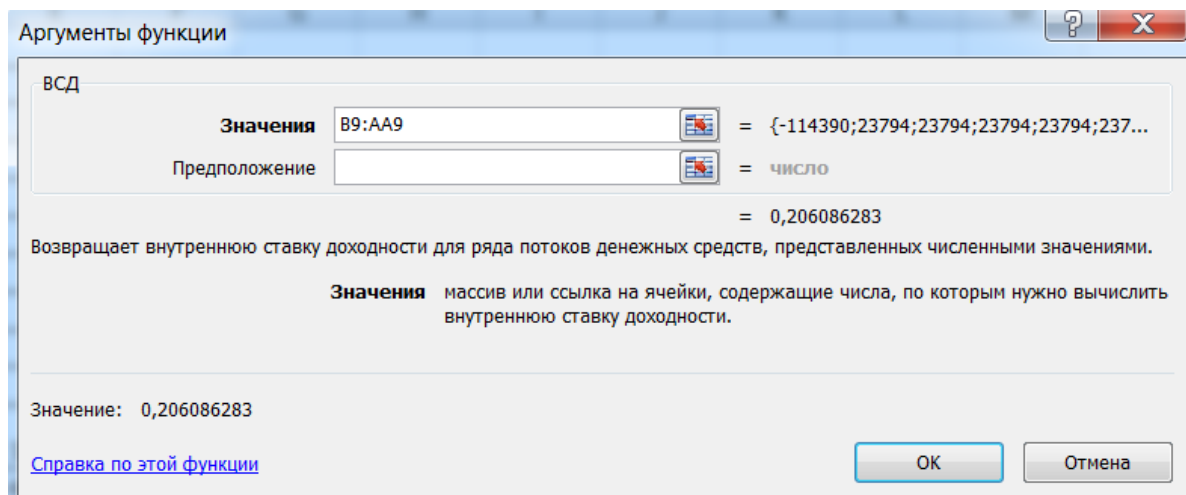 Аргументы функции
ВСД
Значения B9:AA9 = {-114390;23794;23794;23794;23794;237...
Предположение = число
= 0,206086283
Возвращает внутреннюю ставку доходности для ряда потоков денежных средств, представленных численными значениями.
Значения массив или ссылка на ячейки, содержащие числа, по которым нужно вычислить
внутреннюю ставку доходности.
Значение: 0,206086283
Справка по этой функции
ОК Отмена